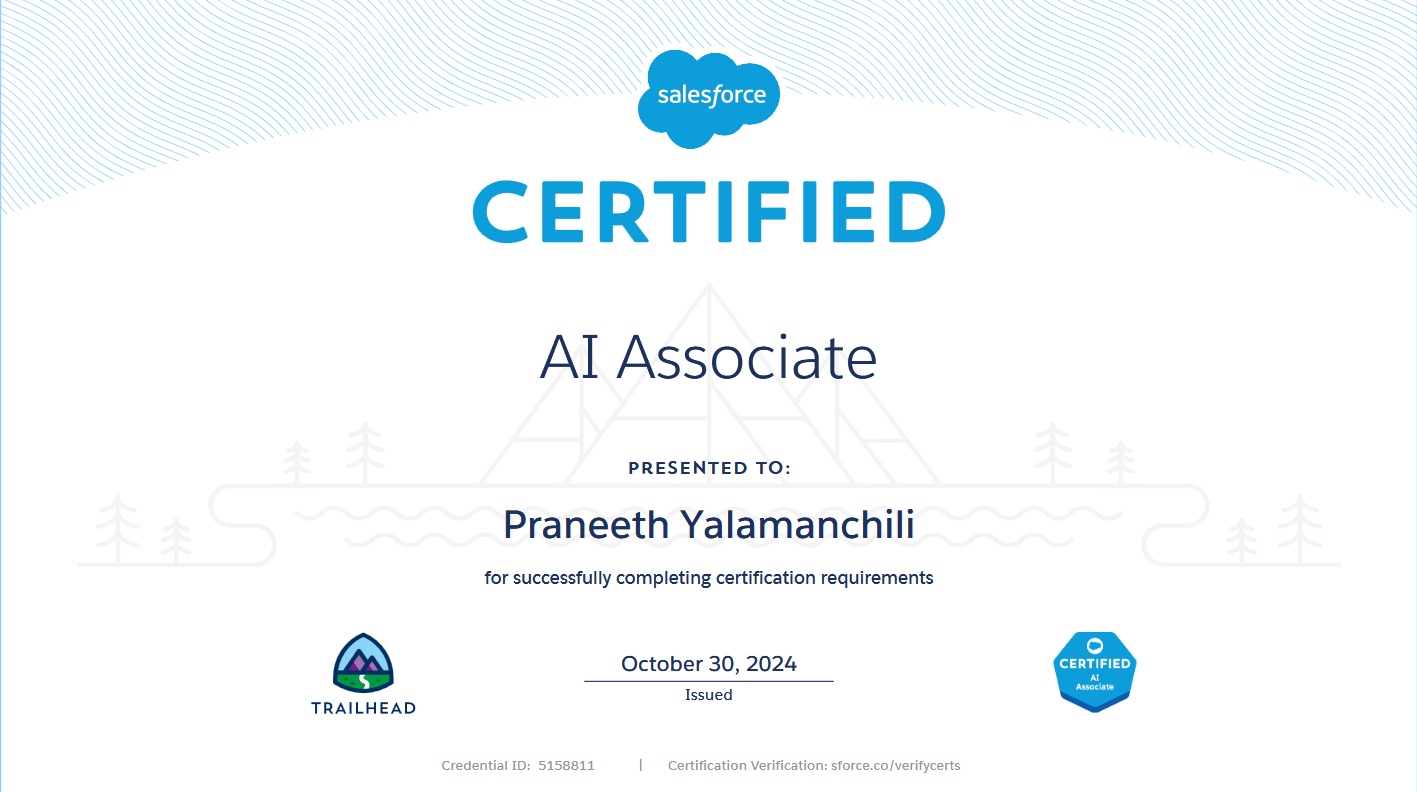 salesforce
CERTIFIED
AI Associate
PRESENTED TO:
Praneeth Yalamanchili
for successfully completing certification requirements
October 30, 2024
Issued
TRAILHEAD
CERTIFIED
AI
Associate
Credential ID: 5158811 | Certification Verification: sforce.co/verifycerts